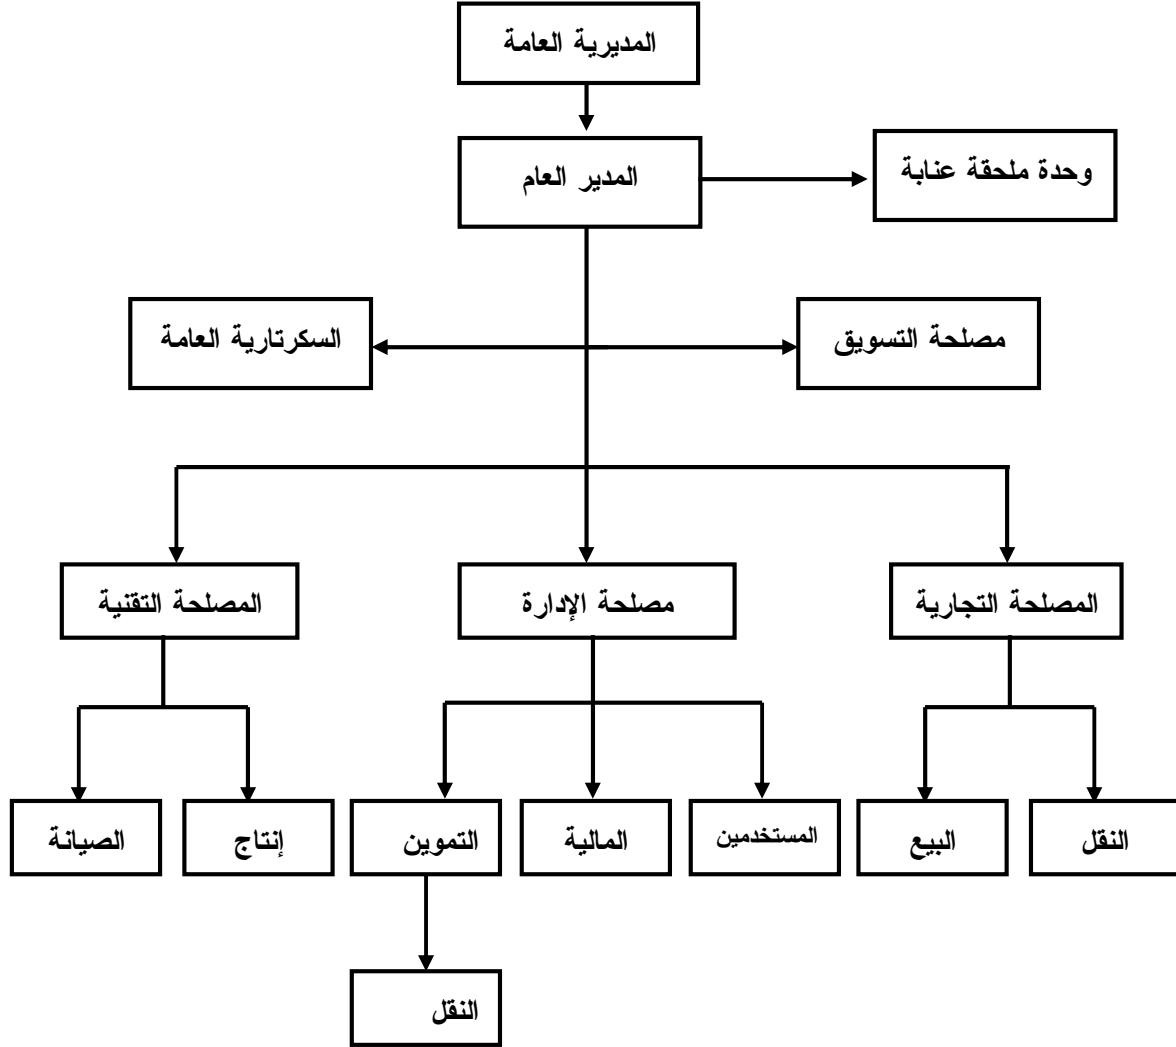 المديرية العامة
المدير العام
وحدة ملحقة عنابة
مصلحة التسويق
السكرتارية العامة
المصلحة التجارية
مصلحة الإدارة
المصلحة التقنية
النقل
البيع
المستخدمين
المالية
التموين
إنتاج
الصيانة
النقل